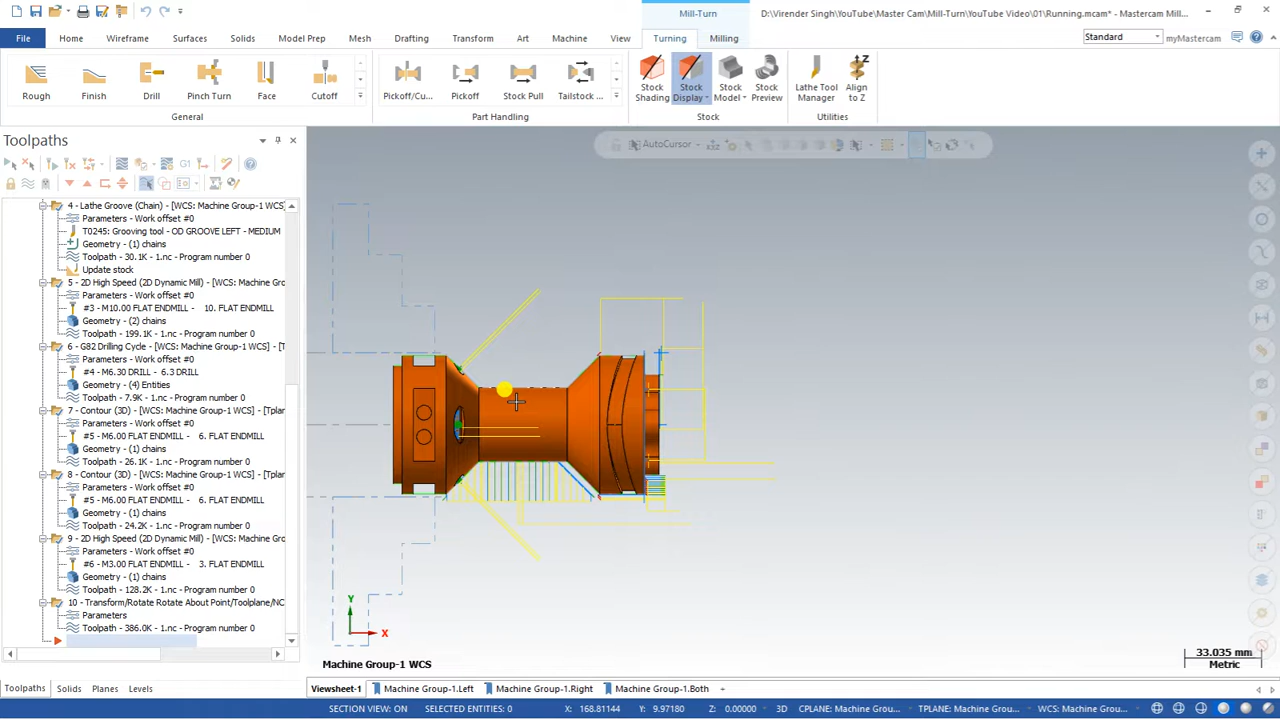 Mill-Turn
D:\Virender Singh\YouTube\Master Cam\Mill-Turn\YouTube Video\01\Running.mcam* - Mastercam Mill...
File Home Wireframe Surfaces Solids Model Prep Mesh Drafting Transform Art Machine View Turning Milling
Standard myMastercam
Rough Finish Drill Pinch Turn Face Cutoff
Pickoff/Cu... Pickoff Stock Pull Tailstock ...
Stock Shading Stock Display Stock Model Stock Preview
Lathe Tool Manager Align to Z
General Part Handling Stock Utilities
Toolpaths
AutoCursor
G1
4 - Lathe Groove (Chain) - [WCS: Machine Group-1 WCS]
Parameters - Work offset #0
T0245: Grooving tool - OD GROOVE LEFT - MEDIUM
Geometry - (1) chains
Toolpath - 30.1K - 1.nc - Program number 0
Update stock
5 - 2D High Speed (2D Dynamic Mill) - [WCS: Machine Gr
Parameters - Work offset #0
#3 - M10.00 FLAT ENDMILL - 10. FLAT ENDMILL
Geometry - (2) chains
Toolpath - 199.1K - 1.nc - Program number 0
6 - G82 Drilling Cycle - [WCS: Machine Group-1 WCS] - [T
Parameters - Work offset #0
#4 - M6.30 DRILL - 6.3 DRILL
Geometry - (4) Entities
Toolpath - 7.9K - 1.nc - Program number 0
7 - Contour (3D) - [WCS: Machine Group-1 WCS] - [Tplane
Parameters - Work offset #0
#5 - M6.00 FLAT ENDMILL - 6. FLAT ENDMILL
Geometry - (1) chains
Toolpath - 26.1K - 1.nc - Program number 0
8 - Contour (3D) - [WCS: Machine Group-1 WCS] - [Tplane
Parameters - Work offset #0
#5 - M6.00 FLAT ENDMILL - 6. FLAT ENDMILL
Geometry - (1) chains
Toolpath - 24.2K - 1.nc - Program number 0
9 - 2D High Speed (2D Dynamic Mill) - [WCS: Machine Gr
Parameters - Work offset #0
#6 - M3.00 FLAT ENDMILL - 3. FLAT ENDMILL
Geometry - (1) chains
Toolpath - 128.2K - 1.nc - Program number 0
10 - Transform/Rotate Rotate About Point/Toolplane/NC
Parameters
Toolpath - 386.0K - 1.nc - Program number 0
Y
X
Machine Group-1 WCS
33.035 mm
Metric
Toolpaths Solids Planes Levels
Viewsheet-1 Machine Group-1.Left Machine Group-1.Right Machine Group-1.Both +
SECTION VIEW: ON SELECTED ENTITIES: 0 X: 168.81144 Y: 9.97180 Z: 0.00000 3D CPLANE: Machine Grou... TPLANE: Machine Grou... WCS: Machine Grou...